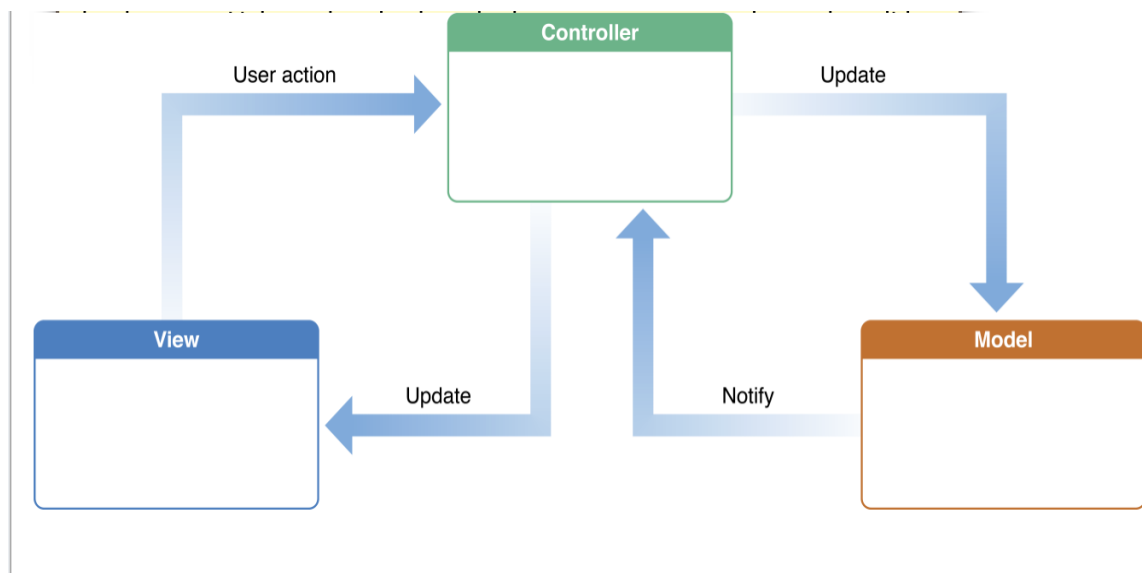 Controller
User action
Update
View
Model
Update
Notify